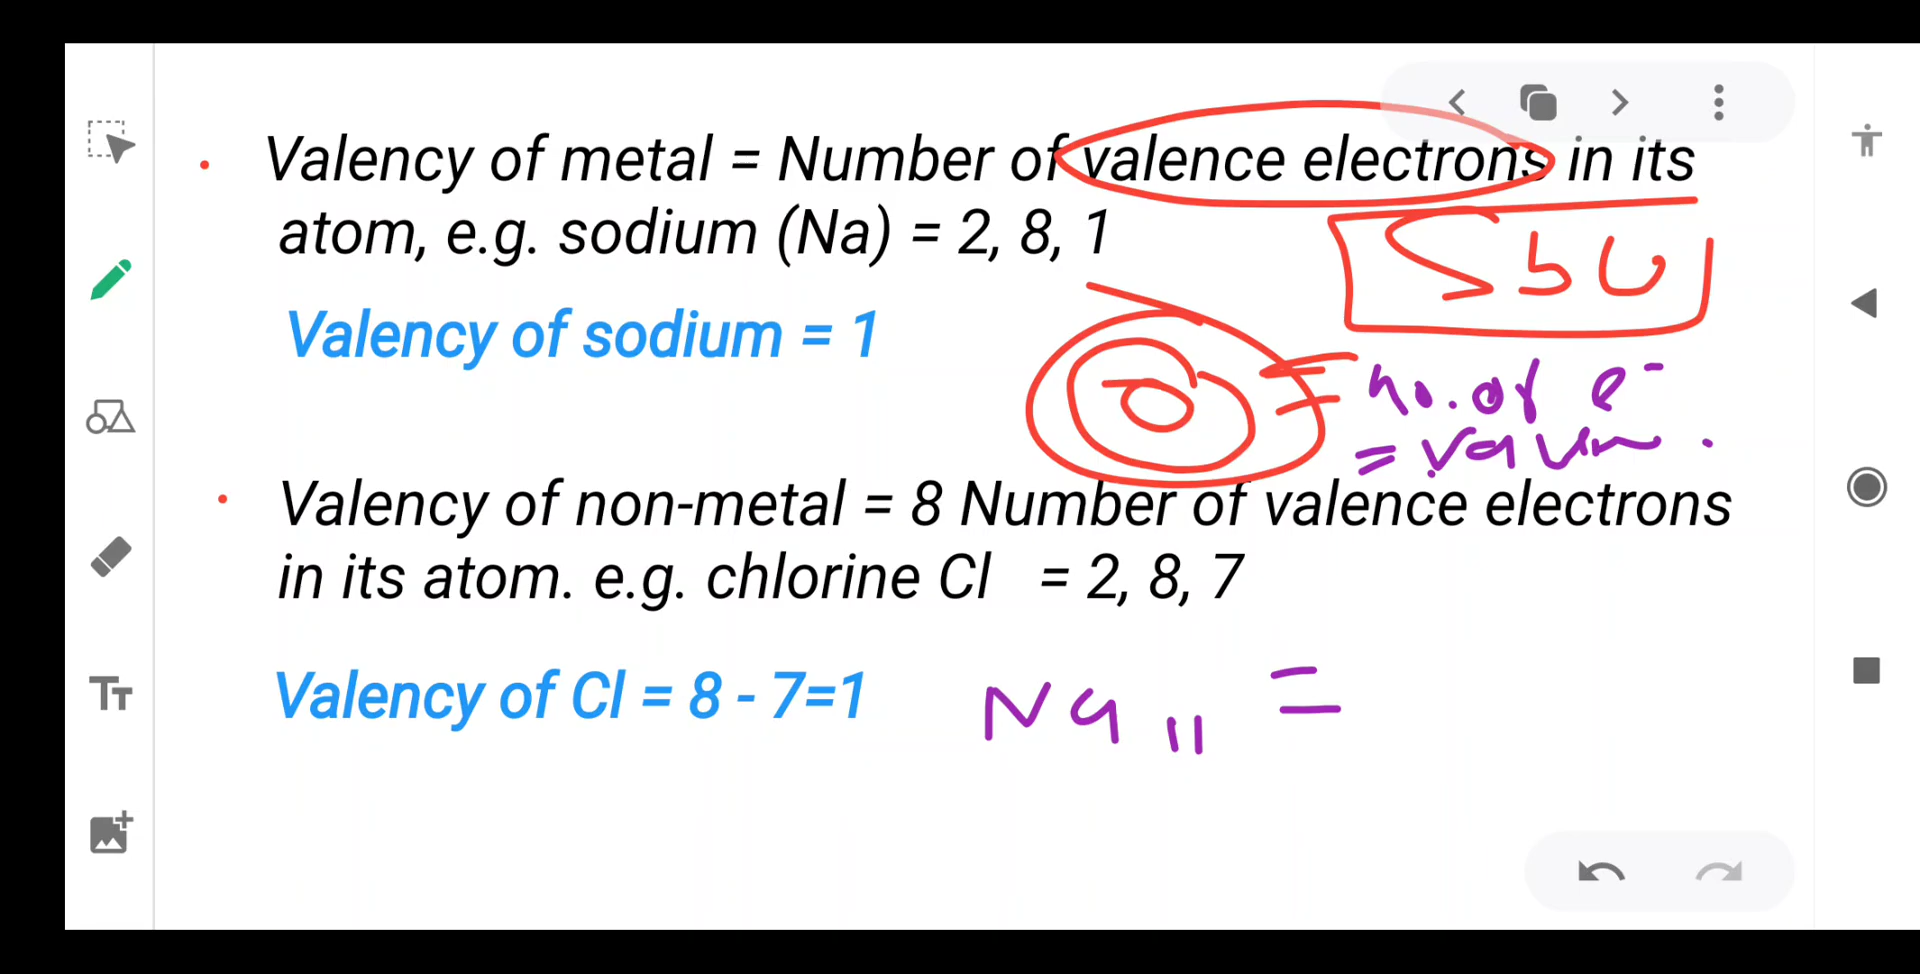 Valency of metal = Number of valence electrons in its
atom, e.g. sodium (Na) = 2, 8, 1
Valency of sodium = 1
no. of e-
=
Valency of non-metal = 8 Number of valence electrons
in its atom. e.g. chlorine Cl = 2, 8, 7
Valency of Cl = 8 - 7=1
Na 11 =
TT